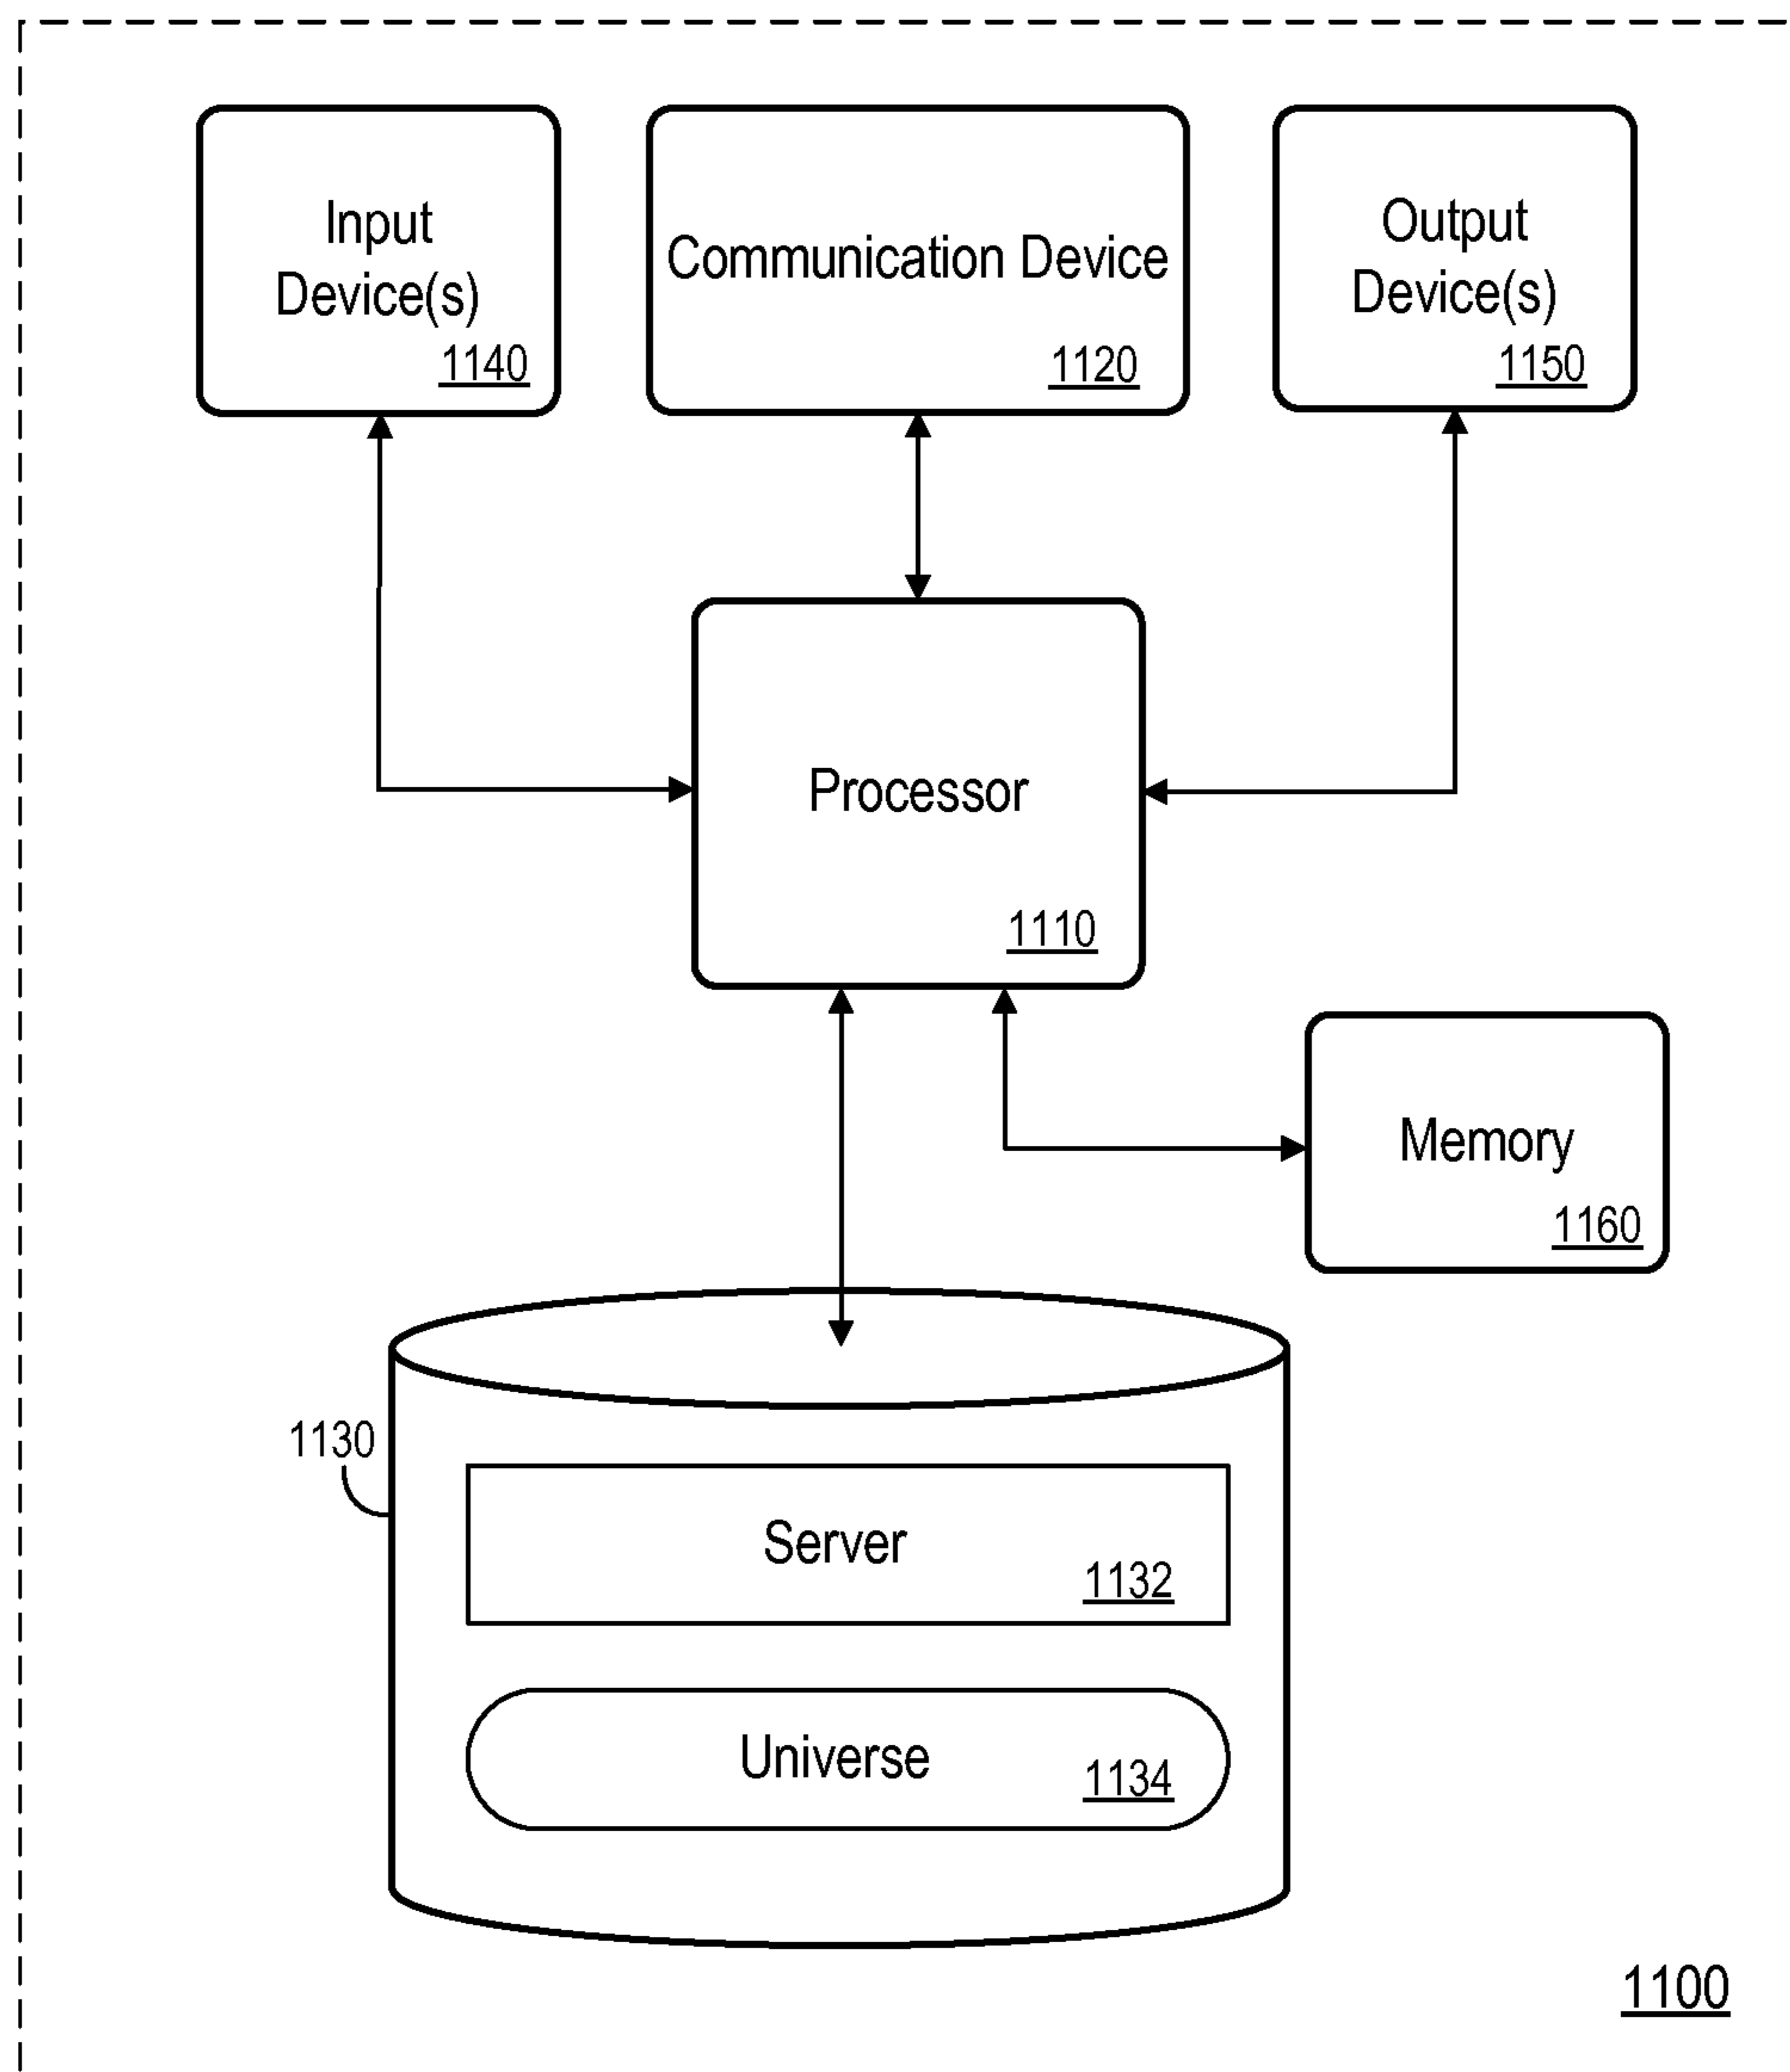 Input
Device(s)
1140
Communication Device
1120
Output
Device(s)
1150
Processor
1110
Memory
1160
1130
Server
1132
Universe
1134
1100